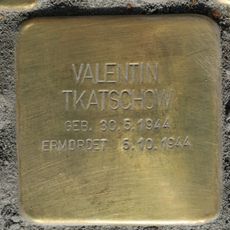 VALENTIN
TKATSCHOW
GEB. 30.5.1944
ERMORDET 5.10.1944